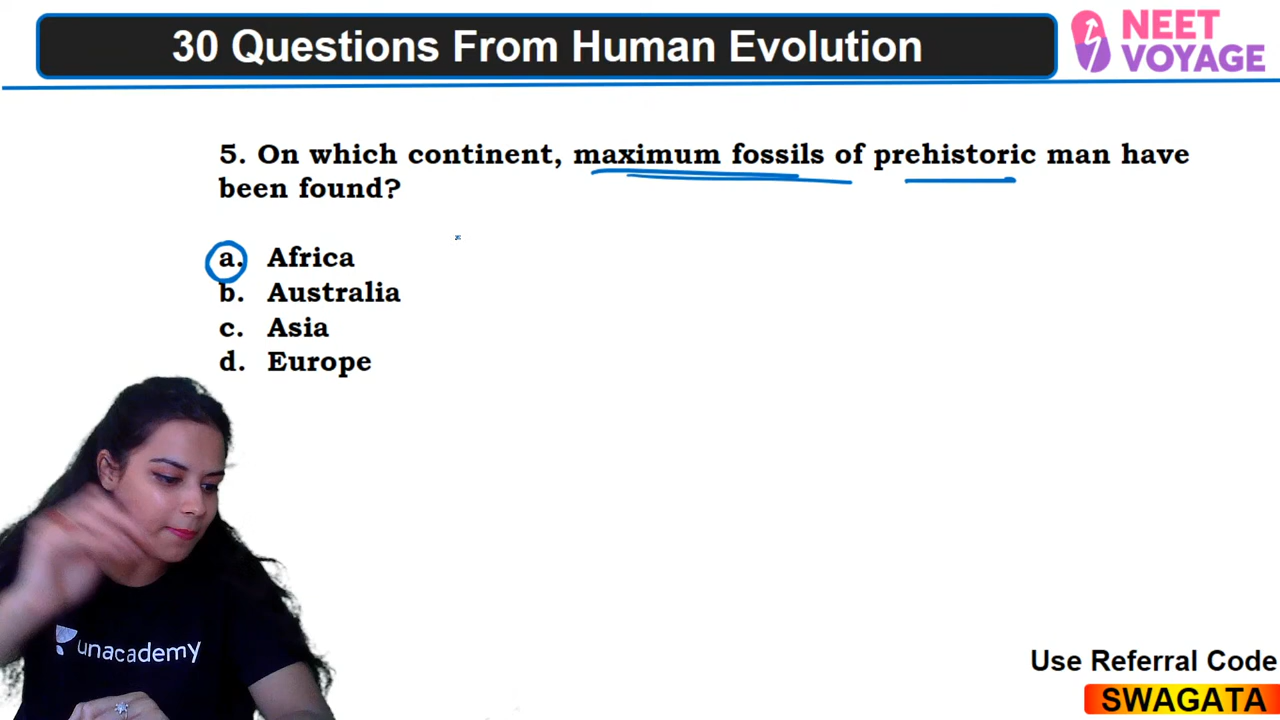 30 Questions From Human Evolution
NEET
VOYAGE
5. On which continent, maximum fossils of prehistoric man have
been found?
a. Africa
b. Australia
c. Asia
d. Europe
unacademy
Use Referral Code
SWAGATA